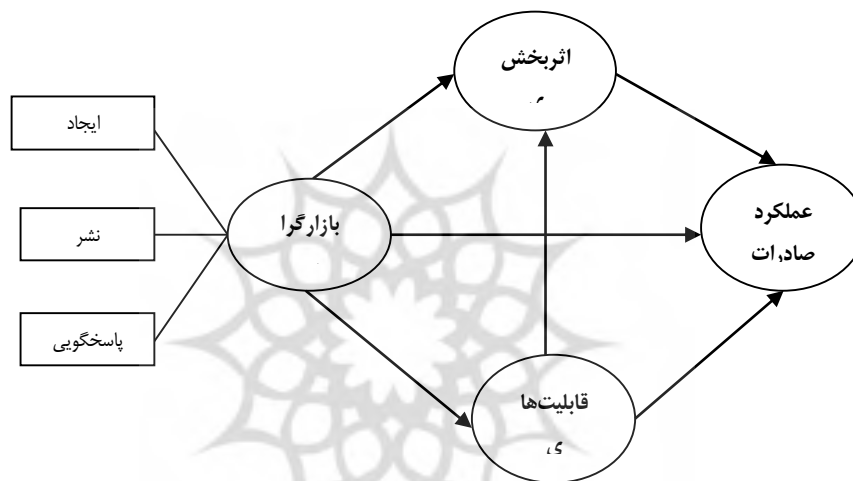 اثربخش
ی
ایجاد
نشر
پاسخگویی
بازارگرا
عملکرد
صادرات
قابلیت‌ها
ی